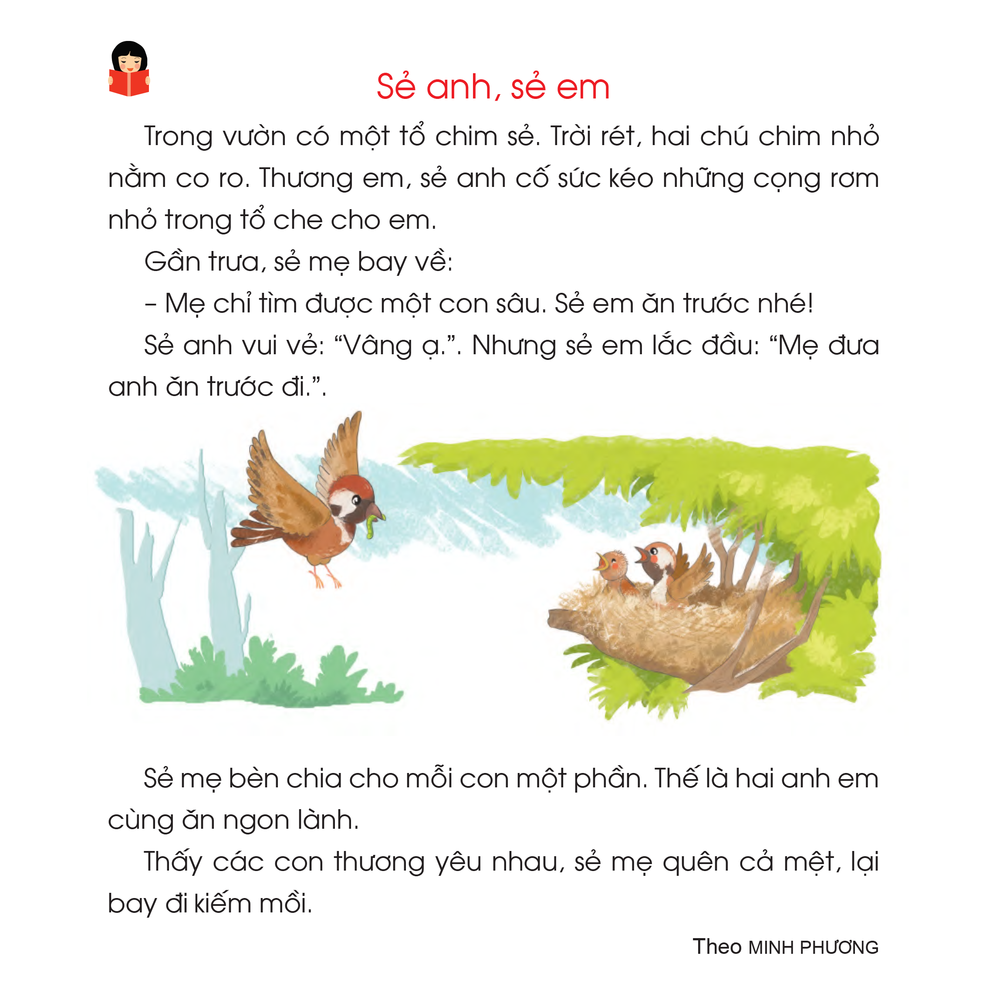 Sẻ anh, sẻ em
Trong vườn có một tổ chim sẻ. Trời rét, hai chú chim nhỏ
nằm co ro. Thương em, sẻ anh cố sức kéo những cọng rơm
nhỏ trong tổ che cho em.
Gần trưa, sẻ mẹ bay về:
– Mẹ chỉ tìm được một con sâu. Sẻ em ăn trước nhé!
Sẻ anh vui vẻ: “Vâng ạ.”. Nhưng sẻ em lắc đầu: “Mẹ đưa
anh ăn trước đi.”.
Sẻ mẹ bèn chia cho mỗi con một phần. Thế là hai anh em
cùng ăn ngon lành.
Thấy các con thương yêu nhau, sẻ mẹ quên cả mệt, lại
bay đi kiếm mồi.
Theo MINH PHƯƠNG